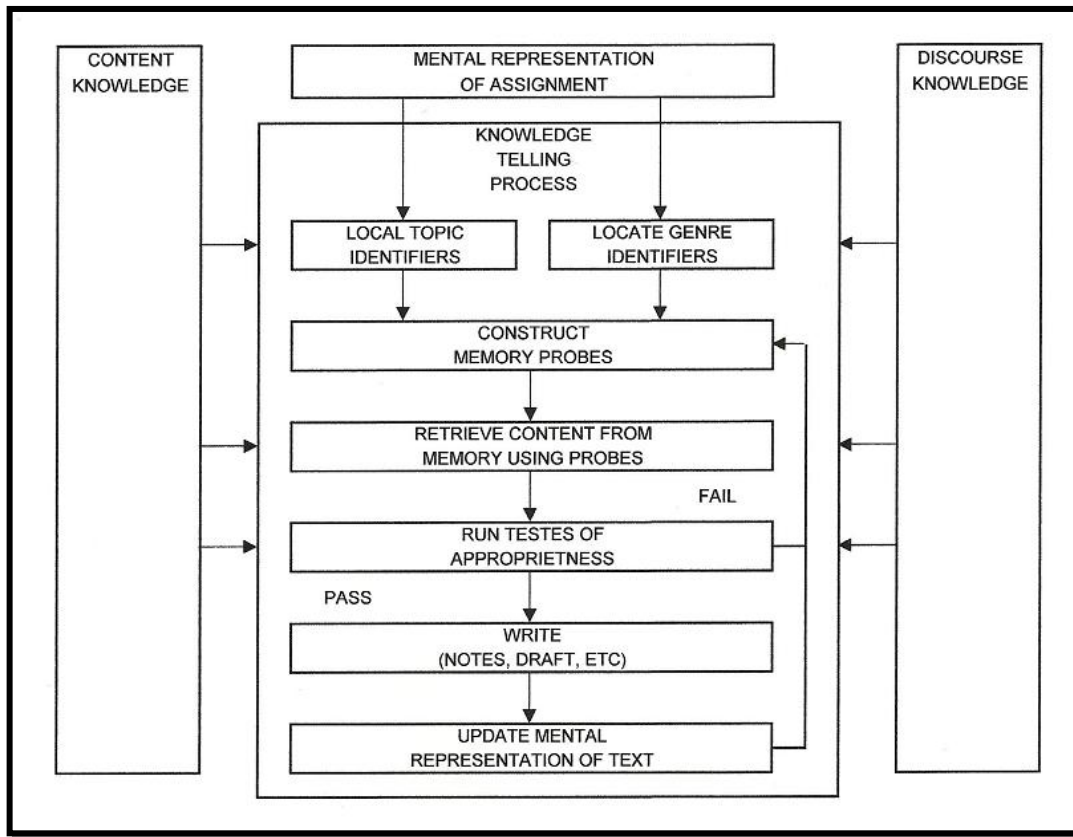 CONTENT
KNOWLEDGE
MENTAL REPRESENTATION
OF ASSIGNMENT
DISCOURSE
KNOWLEDGE
KNOWLEDGE
TELLING
PROCESS
LOCAL TOPIC
IDENTIFIERS
LOCATE GENRE
IDENTIFIERS
CONSTRUCT
MEMORY PROBES
RETRIEVE CONTENT FROM
MEMORY USING PROBES
FAIL
RUN TESTES OF
APPROPRIETNESS
PASS
WRITE
(NOTES, DRAFT, ETC)
UPDATE MENTAL
REPRESENTATION OF TEXT